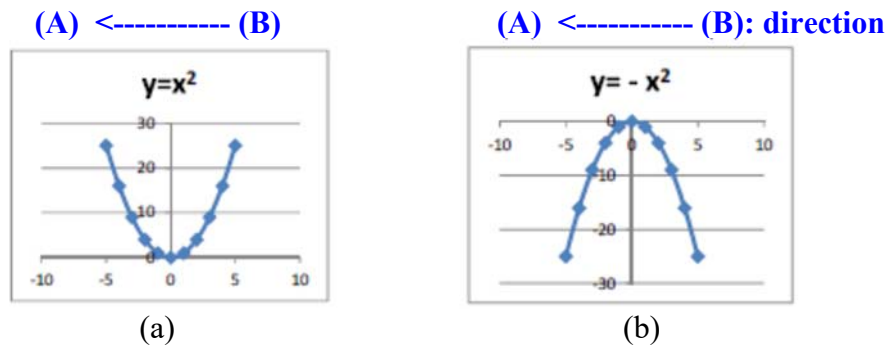 (A) <----------- (B)
(A) <----------- (B): direction
y=x²
30
20
10
0
-10 -5 0 5 10
(a)
y= - x²
0
-10 -5 0 5 10
-10
-20
-30
(b)